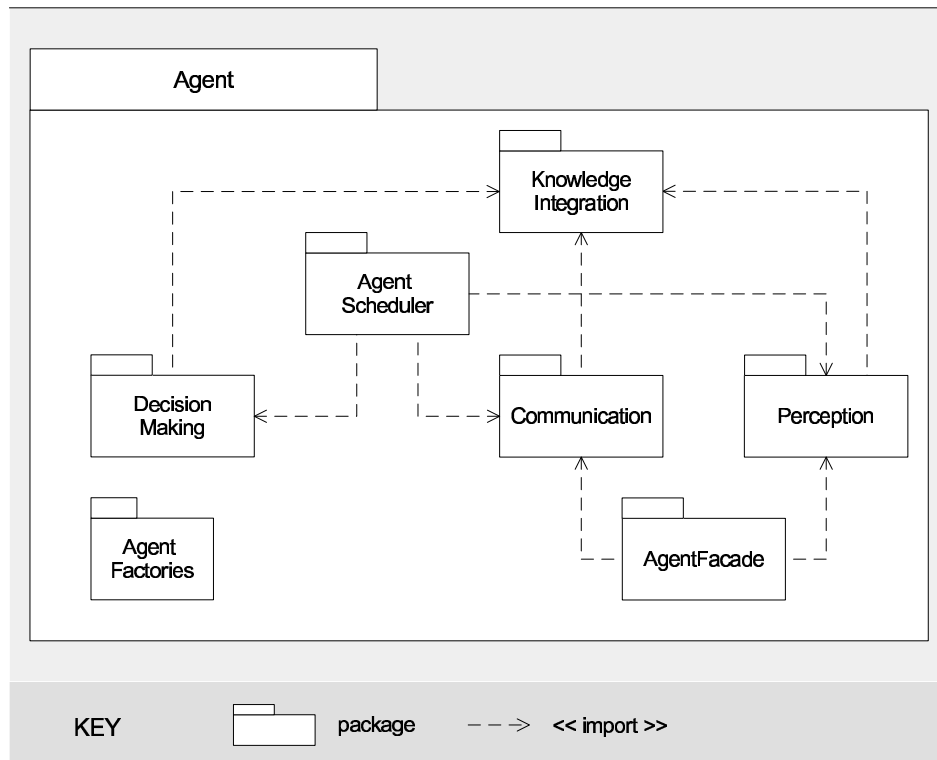 Agent
Knowledge
Integration
Agent
Scheduler
Decision
Making
Communication
Perception
Agent
Factories
AgentFacade
KEY
package
<< import >>